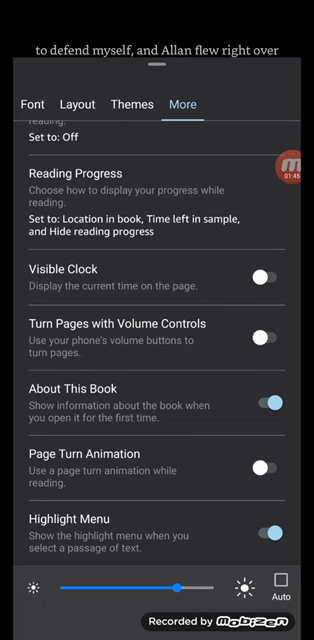 to defend myself, and Allan flew right over
Font Layout Themes More
reading.
Set to: Off
Reading Progress
Choose how to display your progress while
reading.
Set to: Location in book, Time left in sample,
and Hide reading progress
01:45
Visible Clock
Display the current time on the page.
Turn Pages with Volume Controls
Use your phone's volume buttons to
turn pages.
About This Book
Show information about the book when
you open it for the first time.
Page Turn Animation
Use a page turn animation while
reading.
Highlight Menu
Show the highlight menu when you
select a passage of text.
Auto
Recorded by Mobizen